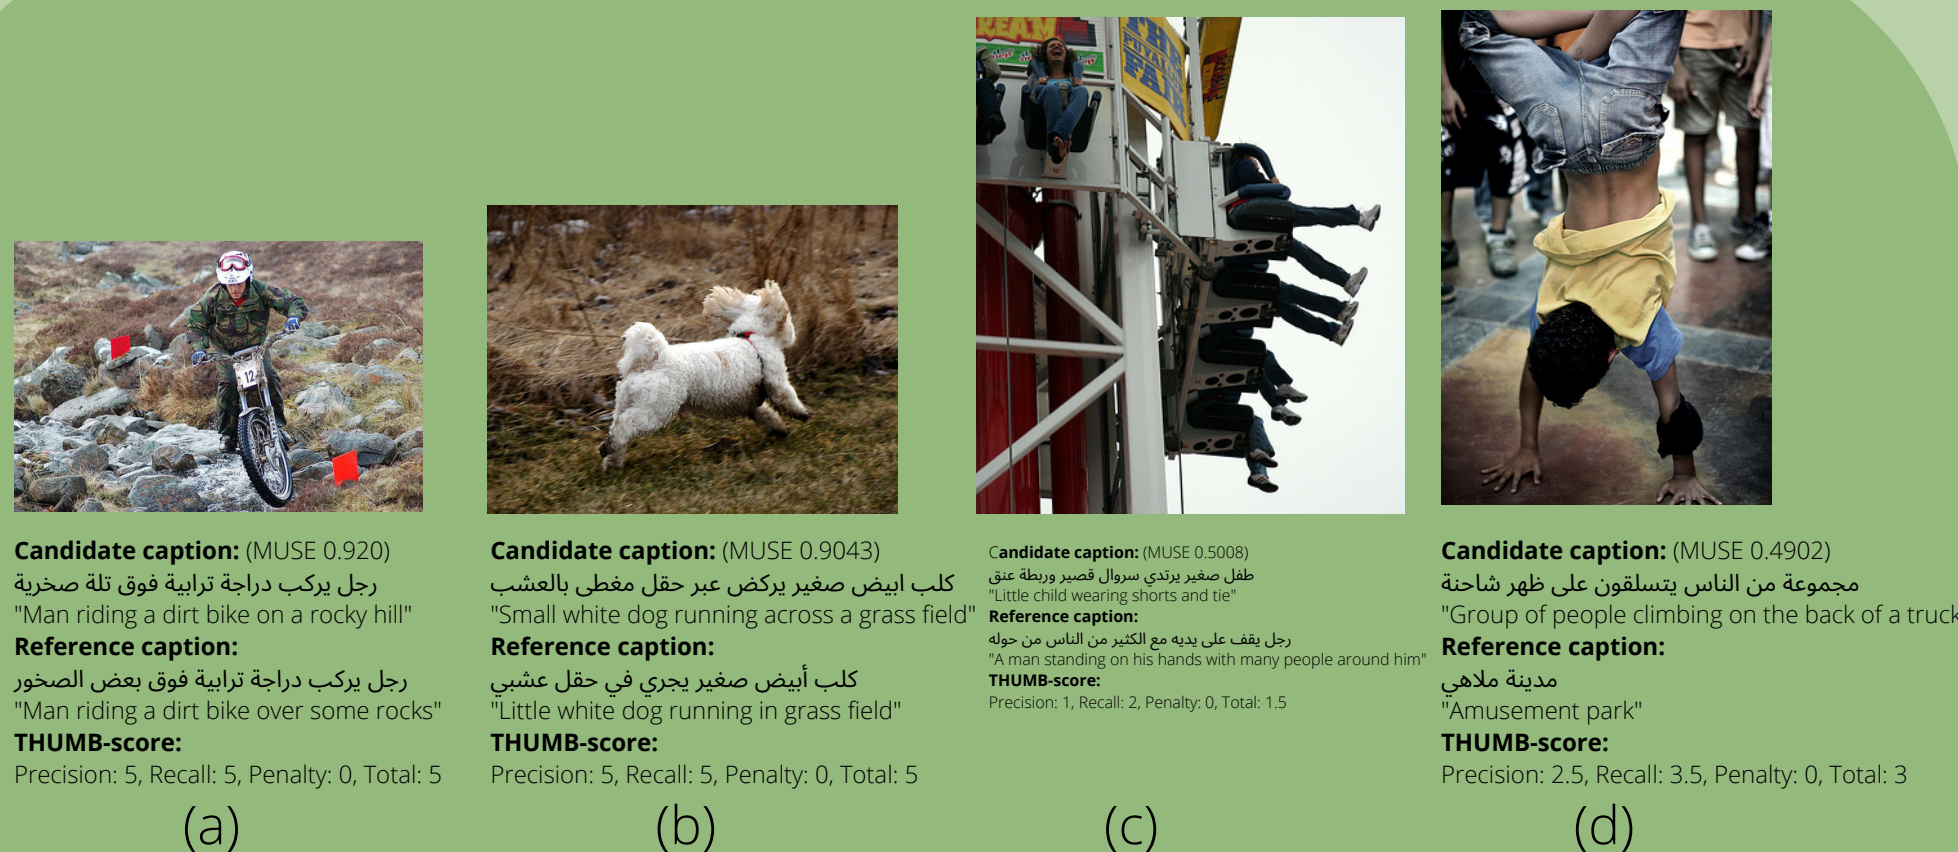 DREAM
THE
PUYALLUP
FAIR
12
12
Candidate caption: (MUSE 0.920)
رجل يركب دراجة ترابية فوق تلة صخرية
"Man riding a dirt bike on a rocky hill"
Reference caption:
رجل يركب دراجة ترابية فوق بعض الصخور
"Man riding a dirt bike over some rocks"
THUMB-score:
Precision: 5, Recall: 5, Penalty: 0, Total: 5
(a)
Candidate caption: (MUSE 0.9043)
كلب ابيض صغير يركض عبر حقل مغطى بالعشب
"Small white dog running across a grass field"
Reference caption:
كلب أبيض صغير يجري في حقل عشبي
"Little white dog running in grass field"
THUMB-score:
Precision: 5, Recall: 5, Penalty: 0, Total: 5
(b)
Candidate caption: (MUSE 0.5008)
طفل صغير يرتدي سروال قصير وربطة عنق
"Little child wearing shorts and tie"
Reference caption:
رجل يقف على يديه مع الكثير من الناس من حوله
"A man standing on his hands with many people around him"
THUMB-score:
Precision: 1, Recall: 2, Penalty: 0, Total: 1.5
(c)
Candidate caption: (MUSE 0.4902)
مجموعة من الناس يتسلقون على ظهر شاحنة
"Group of people climbing on the back of a truck
Reference caption:
مدينة ملاهي
"Amusement park"
THUMB-score:
Precision: 2.5, Recall: 3.5, Penalty: 0, Total: 3
(d)